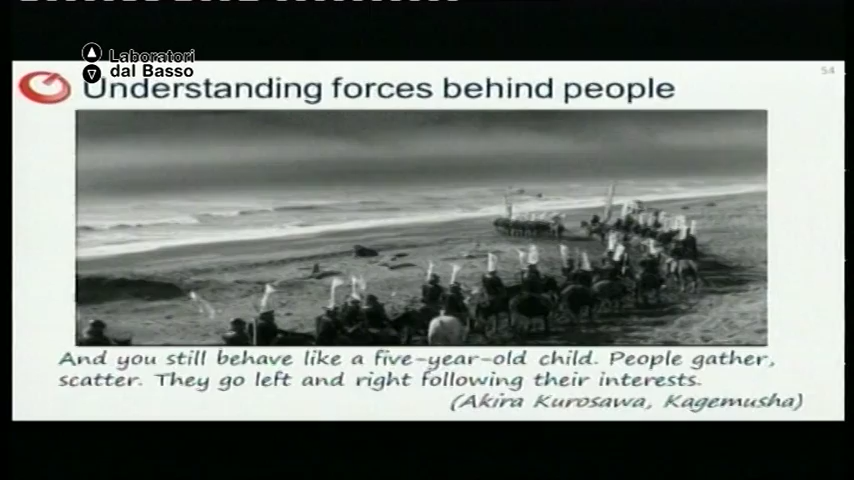 Laboratori
dal Basso
54
Understanding forces behind people
And you still behave like a five-year-old child. People gather,
scatter. They go left and right following their interests.
(Akira Kurosawa, Kagemusha)